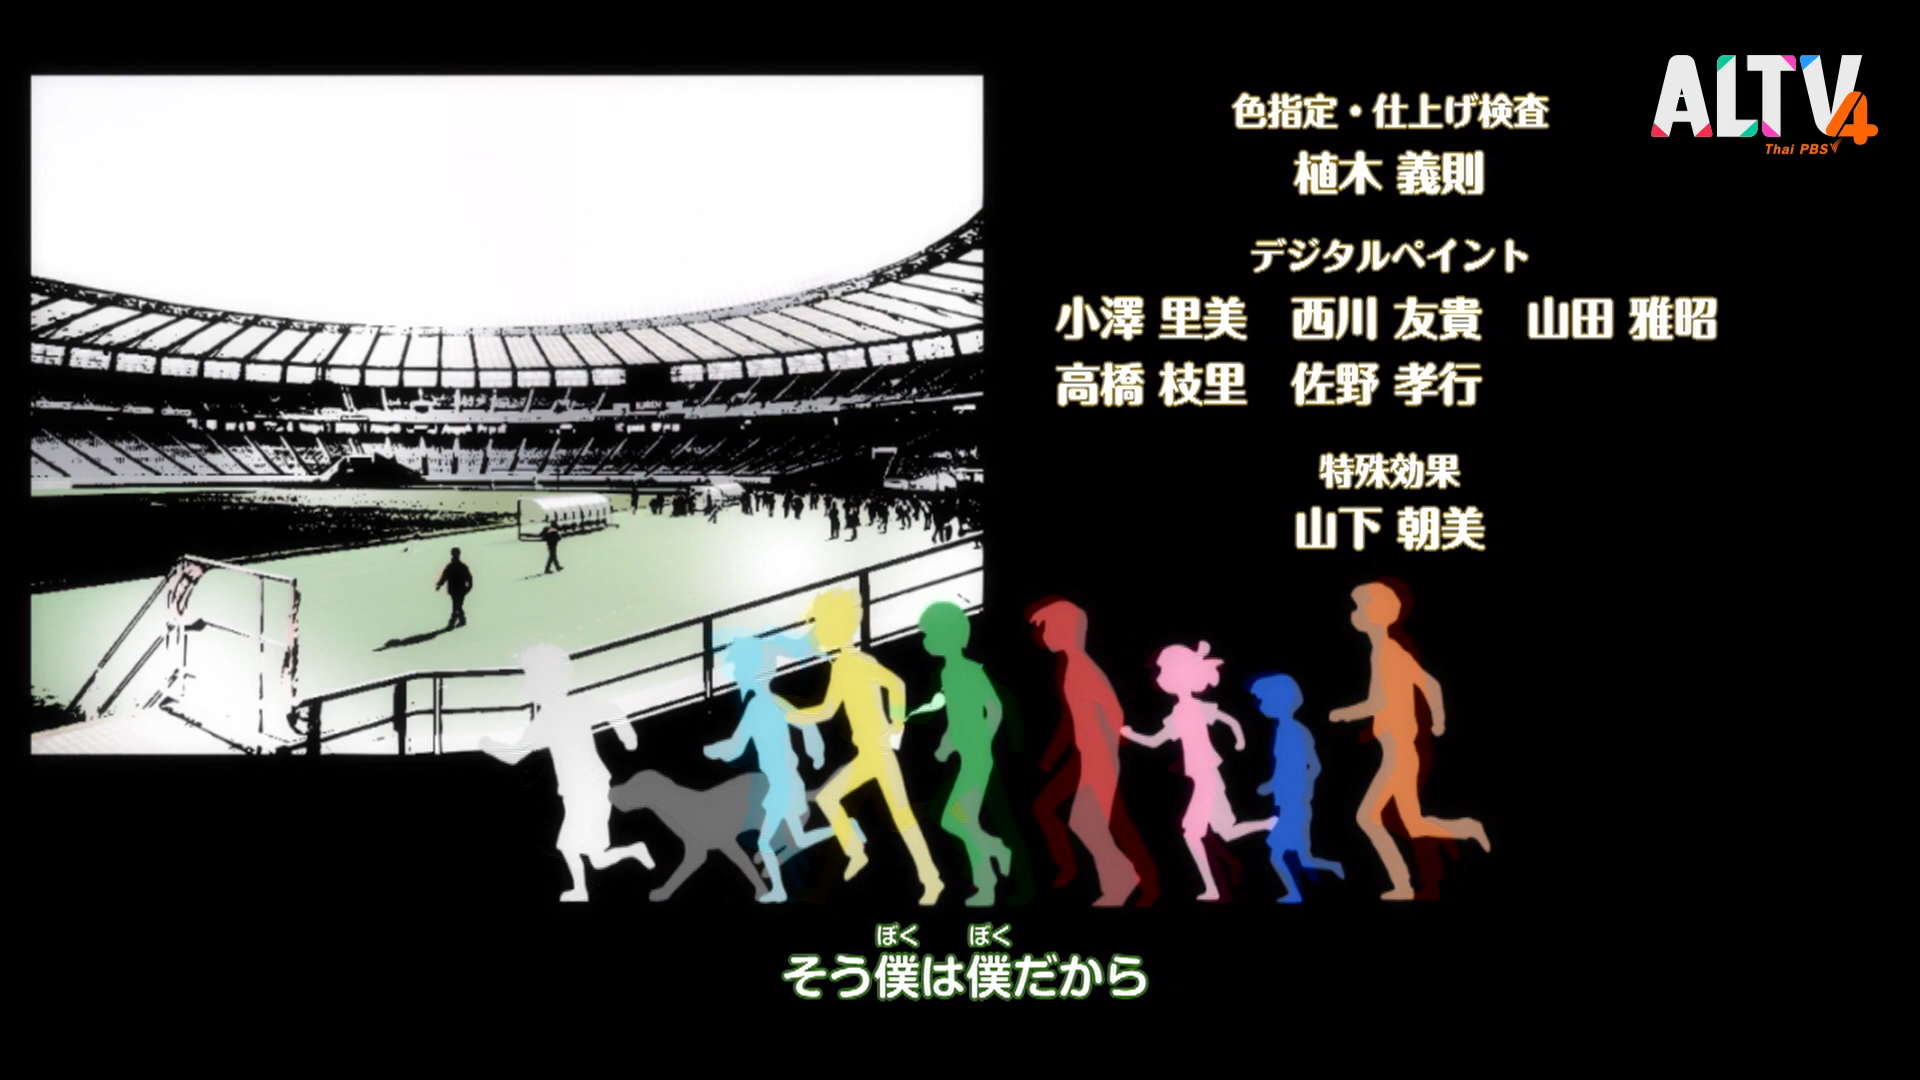 ALTV4
Thai PBS
色指定・仕上げ検査
植木 義則
デジタルペイント
小澤 里美　西川 友貴　山田 雅昭
高橋 枝里　佐野 孝行
特殊効果
山下 朝美
ぼく　ぼく
そう僕は僕だから